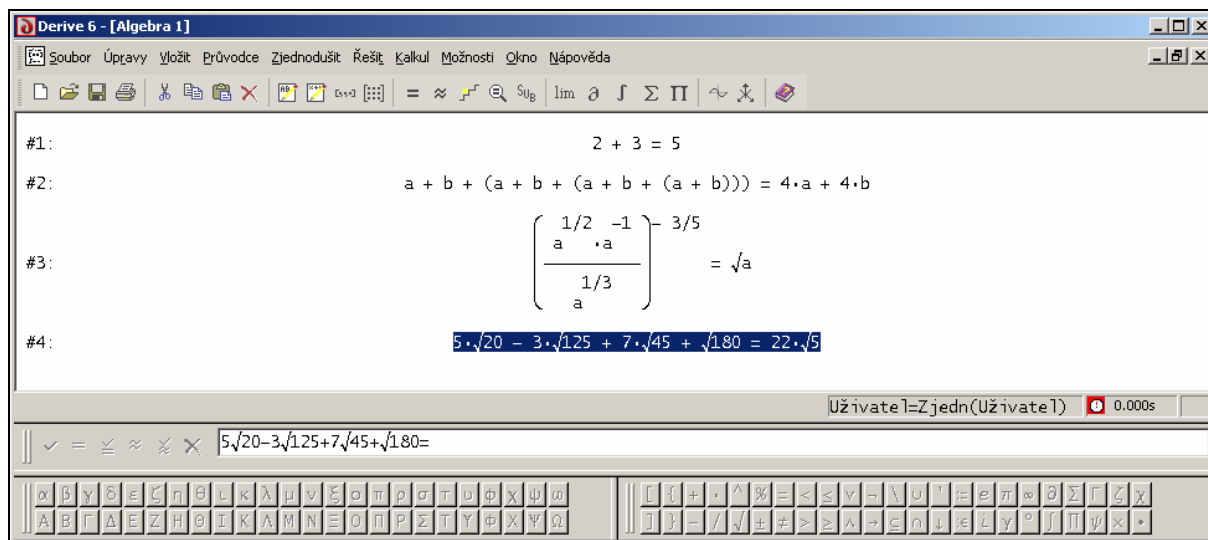 Derive 6 - [Algebra 1]
Soubor Úpravy Vložit Průvodce Zjednodušit Řešit Kalkul Možnosti Okno Nápověda
= ≈ SUB lim ∂ ∫ Σ Π
#1: 2 + 3 = 5
#2: a + b + (a + b + (a + b + (a + b))) = 4·a + 4·b
#3: ((a^(1/2)·a^(-1))/(a^(1/3)))^(- 3/5) = √a
#4: 5·√20 - 3·√125 + 7·√45 + √180 = 22·√5
Uživatel=Zjedn(Uživatel) 0.000s
5√20-3√125+7√45+√180=
α β γ δ ε ζ η θ ι κ λ μ ν ξ ο π ρ σ τ υ φ χ ψ ω [ { + · ^ % = < ≤ ∨ ¬ \ ∪ ' := e π ∞ ∂ Σ Γ ζ χ
Α Β Γ Δ Ε Ζ Η Θ Ι Κ Λ Μ Ν Ξ Ο Π Ρ Σ Τ Υ Φ Χ Ψ Ω ] } - / √ ± ≠ > ≥ ∧ → ⊆ ∩ ↓ :∈ i γ ° ∫ Π ψ × •